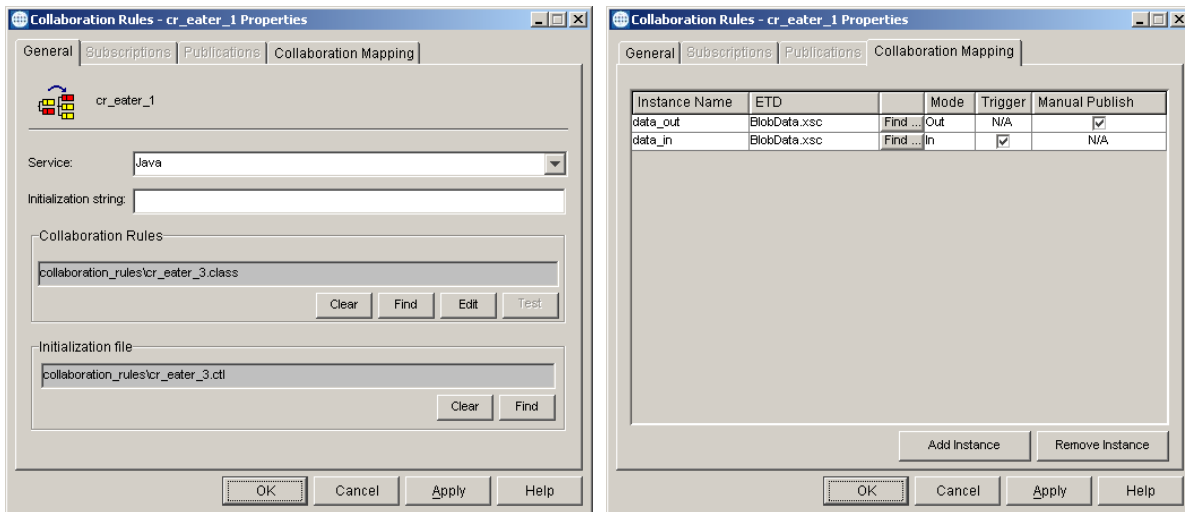 Collaboration Rules - cr_eater_1 Properties
General Subscriptions Publications Collaboration Mapping
cr_eater_1
Service: Java
Initialization string:
Collaboration Rules
collaboration_rules\cr_eater_3.class
Clear Find Edit Test
Initialization file
collaboration_rules\cr_eater_3.ctl
Clear Find
OK Cancel Apply Help
Collaboration Rules - cr_eater_1 Properties
General Subscriptions Publications Collaboration Mapping
Instance Name ETD Mode Trigger Manual Publish
data_out BlobData.xsc Find ... Out N/A
data_in BlobData.xsc Find ... In N/A
Add Instance Remove Instance
OK Cancel Apply Help